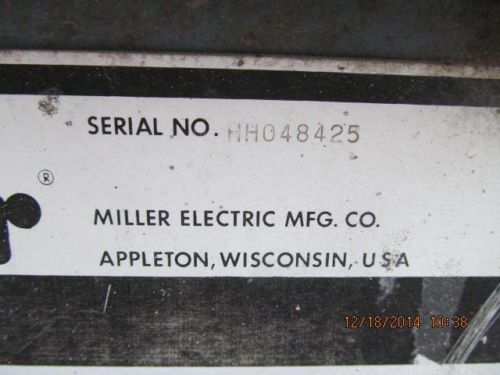 SERIAL NO. HH048425
®
MILLER ELECTRIC MFG. CO.
APPLETON, WISCONSIN, USA
12/18/2014 10:38